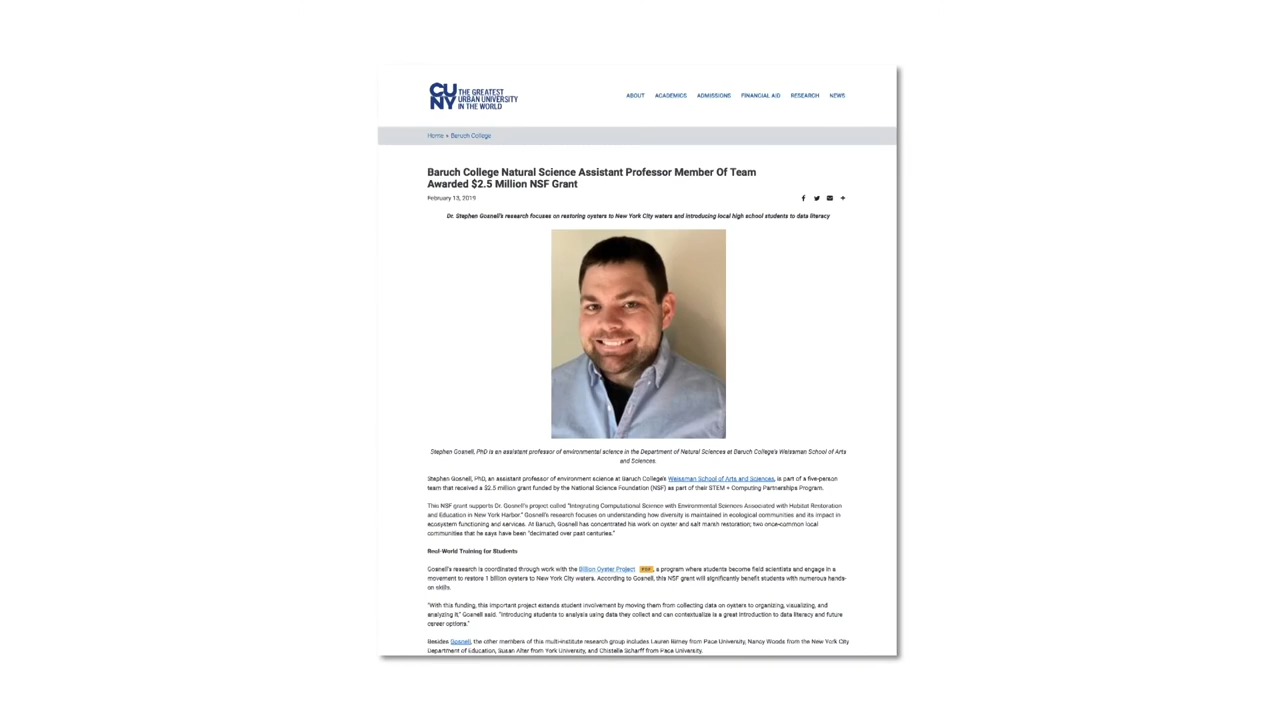 CU
NY
THE GREATEST
URBAN UNIVERSITY
IN THE WORLD
ABOUT ACADEMICS ADMISSIONS FINANCIAL AID RESEARCH NEWS
Home » Baruch College
Baruch College Natural Science Assistant Professor Member Of Team
Awarded $2.5 Million NSF Grant
February 13, 2019
Dr. Stephen Gosnell's research focuses on restoring oysters to New York City waters and introducing local high school students to data literacy
Stephen Gosnell, PhD is an assistant professor of environmental science in the Department of Natural Sciences at Baruch College's Weissman School of Arts
and Sciences.
Stephen Gosnell, PhD, an assistant professor of environment science at Baruch College's Weissman School of Arts and Sciences, is part of a five-person
team that received a $2.5 million grant funded by the National Science Foundation (NSF) as part of their STEM + Computing Partnerships Program.
This NSF grant supports Dr. Gosnell's project called "Integrating Computational Science with Environmental Sciences Associated with Habitat Restoration
and Education in New York Harbor." Gosnell's research focuses on understanding how diversity is maintained in ecological communities and its impact in
ecosystem functioning and services. At Baruch, Gosnell has concentrated his work on oyster and salt marsh restoration; two once-common local
communities that he says have been "decimated over past centuries."
Real-World Training for Students
Gosnell's research is coordinated through work with the Billion Oyster Project , a program where students become field scientists and engage in a
movement to restore 1 billion oysters to New York City waters. According to Gosnell, this NSF grant will significantly benefit students with numerous hands-
on skills.
"With this funding, this important project extends student involvement by moving them from collecting data on oysters to organizing, visualizing, and
analyzing it," Gosnell said. "Introducing students to analysis using data they collect and can contextualize is a great introduction to data literacy and future
career options."
Besides Gosnell, the other members of this multi-institute research group includes Lauren Birney from Pace University, Nancy Woods from the New York City
Department of Education, Susan Alter from York University, and Chistelle Scharff from Pace University.